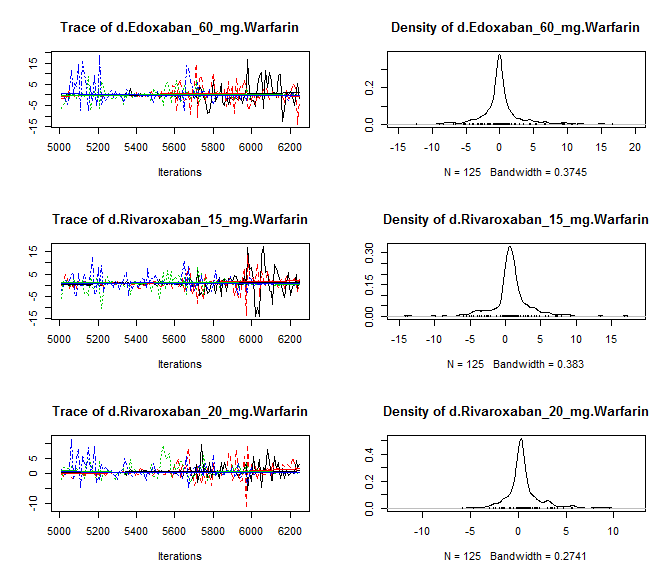 Trace of d.Edoxaban_60_mg.Warfarin
15
5
-5
-15
5000 5200 5400 5600 5800 6000 6200
Iterations
Density of d.Edoxaban_60_mg.Warfarin
0.2
0.0
-15 -10 -5 0 5 10 15 20
N = 125 Bandwidth = 0.3745
Trace of d.Rivaroxaban_15_mg.Warfarin
15
5
-5
-15
5000 5200 5400 5600 5800 6000 6200
Iterations
Density of d.Rivaroxaban_15_mg.Warfarin
0.30
0.15
0.00
-15 -10 -5 0 5 10 15
N = 125 Bandwidth = 0.383
Trace of d.Rivaroxaban_20_mg.Warfarin
5
0
-10
5000 5200 5400 5600 5800 6000 6200
Iterations
Density of d.Rivaroxaban_20_mg.Warfarin
0.4
0.2
0.0
-10 -5 0 5 10
N = 125 Bandwidth = 0.2741